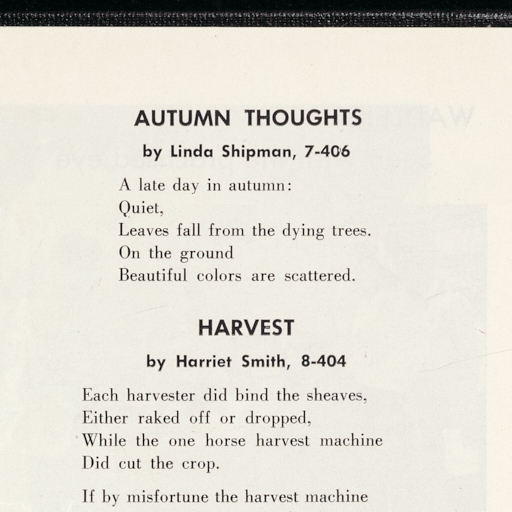 AUTUMN THOUGHTS
by Linda Shipman, 7-406
A late day in autumn:
Quiet,
Leaves fall from the dying trees.
On the ground
Beautiful colors are scattered.
HARVEST
by Harriet Smith, 8-404
Each harvester did bind the sheaves,
Either raked off or dropped,
While the one horse harvest machine
Did cut the crop.
If by misfortune the harvest machine